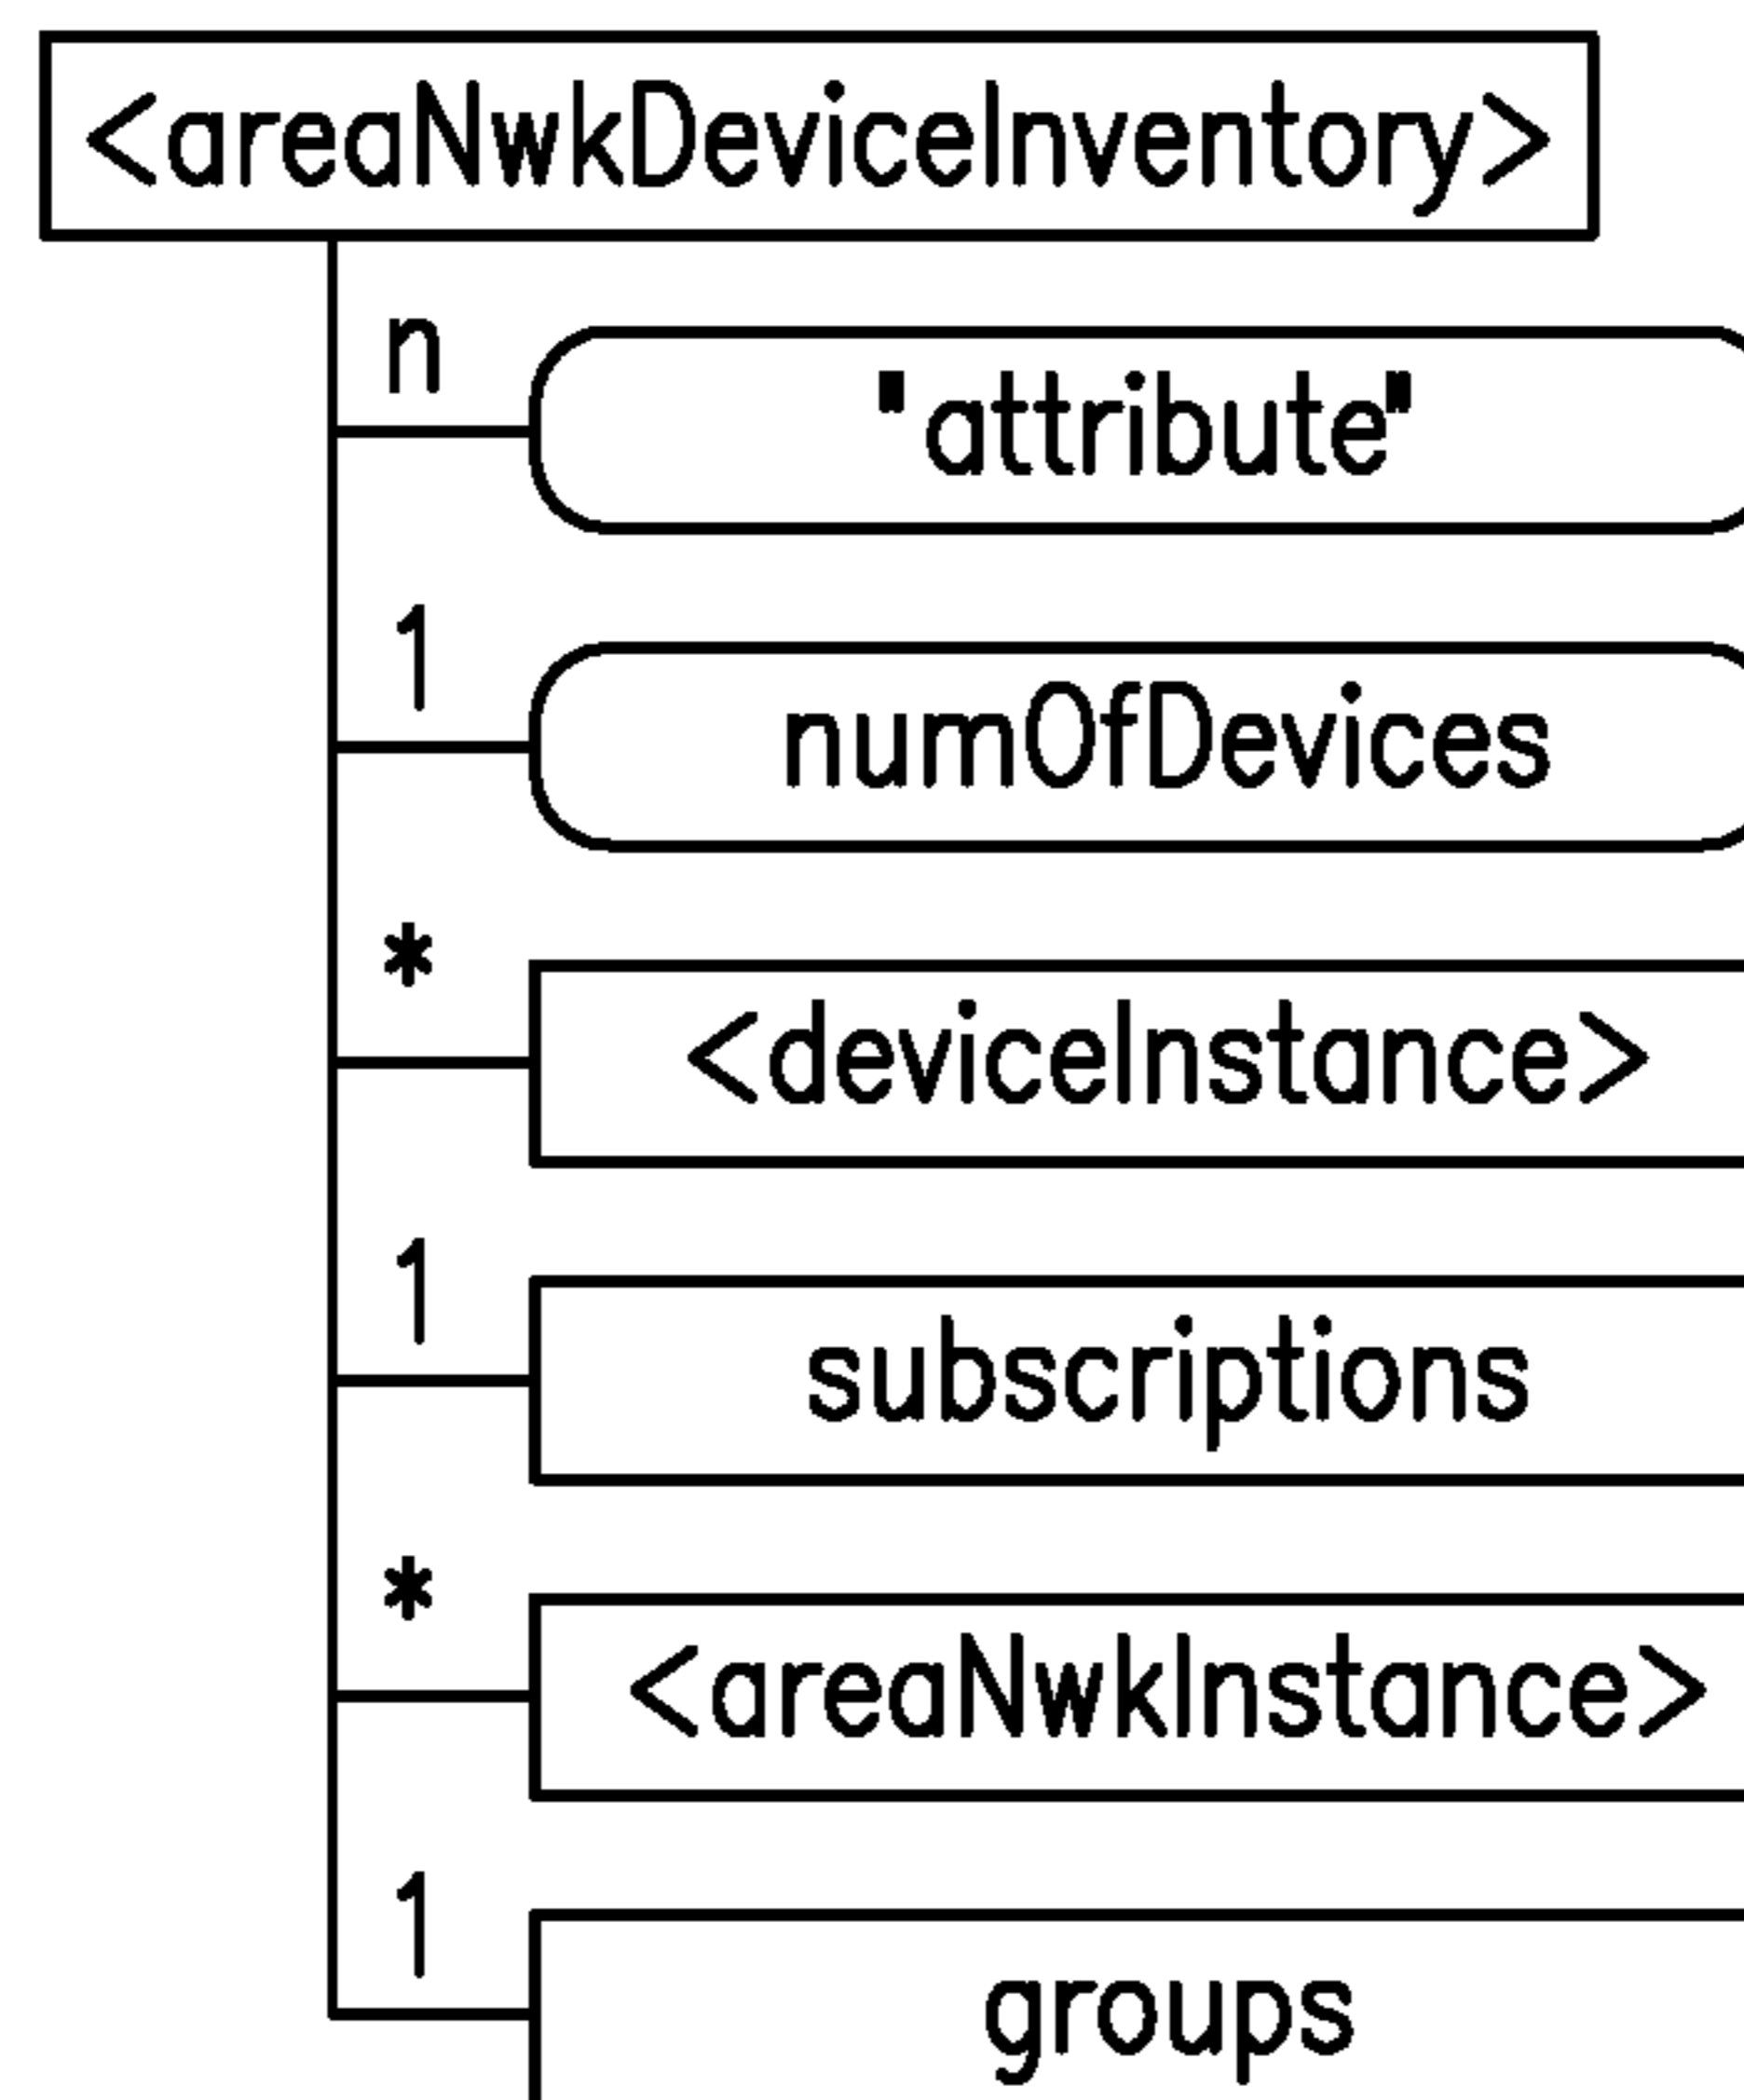 <areaNwkDeviceInventory>
n
"attribute"
1
numOfDevices
*
<deviceInstance>
1
subscriptions
*
<areaNwkInstance>
1
groups